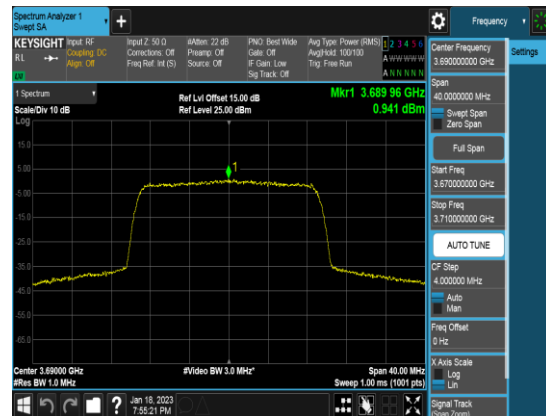 Spectrum Analyzer 1
Swept SA
+
Frequency
KEYSIGHT
RL
Input: RF
Coupling: DC
Align: Off
Input Z: 50 Ω
Corrections: Off
Freq Ref: Int (S)
#Atten: 22 dB
Preamp: Off
Source: Off
PNO: Best Wide
Gate: Off
IF Gain: Low
Sig Track: Off
Avg Type: Power (RMS)
Avg|Hold: 100/100
Trig: Free Run
1 2 3 4 5 6
A W W W W W
A N N N N N
1 Spectrum
Scale/Div 10 dB
Log
Ref Lvl Offset 15.00 dB
Ref Level 25.00 dBm
Mkr1 3.689 96 GHz
0.941 dBm
15.0
5.00
-5.00
-15.0
-25.0
-35.0
-45.0
-55.0
-65.0
1
Center 3.69000 GHz
#Res BW 1.0 MHz
#Video BW 3.0 MHz*
Span 40.00 MHz
Sweep 1.00 ms (1001 pts)
Jan 18, 2023
7:55:21 PM
?
Center Frequency
3.690000000 GHz
Settings
Span
40.0000000 MHz
Swept Span
Zero Span
Full Span
Start Freq
3.670000000 GHz
Stop Freq
3.710000000 GHz
AUTO TUNE
CF Step
4.000000 MHz
Auto
Man
Freq Offset
0 Hz
X Axis Scale
Log
Lin
Signal Track
(Span Zoom)